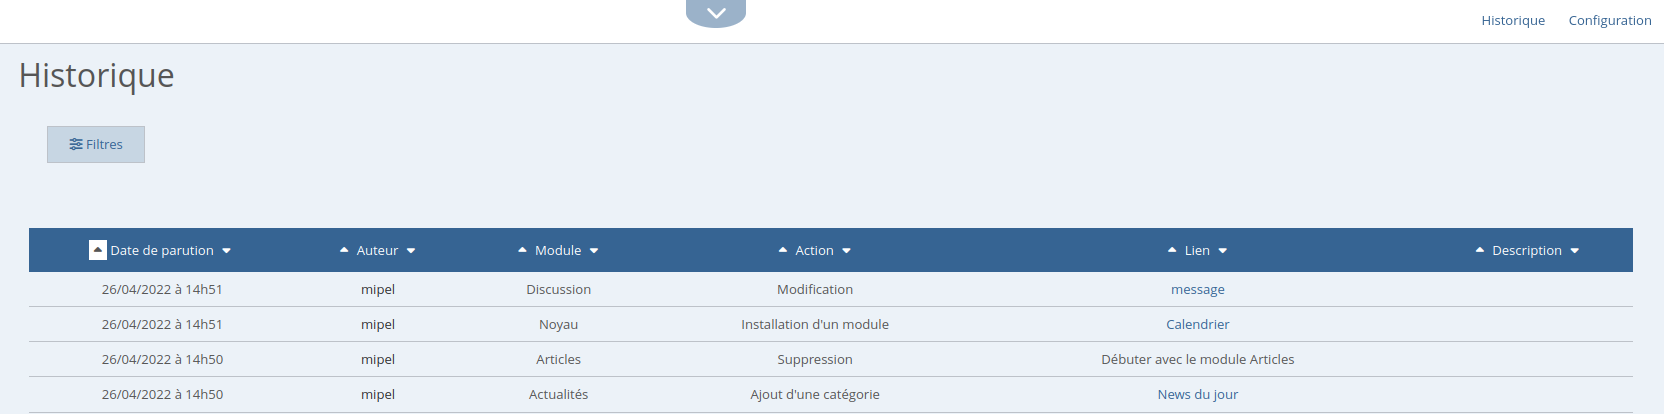 Historique Configuration
Historique
Filtres
Date de parution Auteur Module Action Lien Description
26/04/2022 à 14h51 mipel Discussion Modification message
26/04/2022 à 14h51 mipel Noyau Installation d'un module Calendrier
26/04/2022 à 14h50 mipel Articles Suppression Débuter avec le module Articles
26/04/2022 à 14h50 mipel Actualités Ajout d'une catégorie News du jour